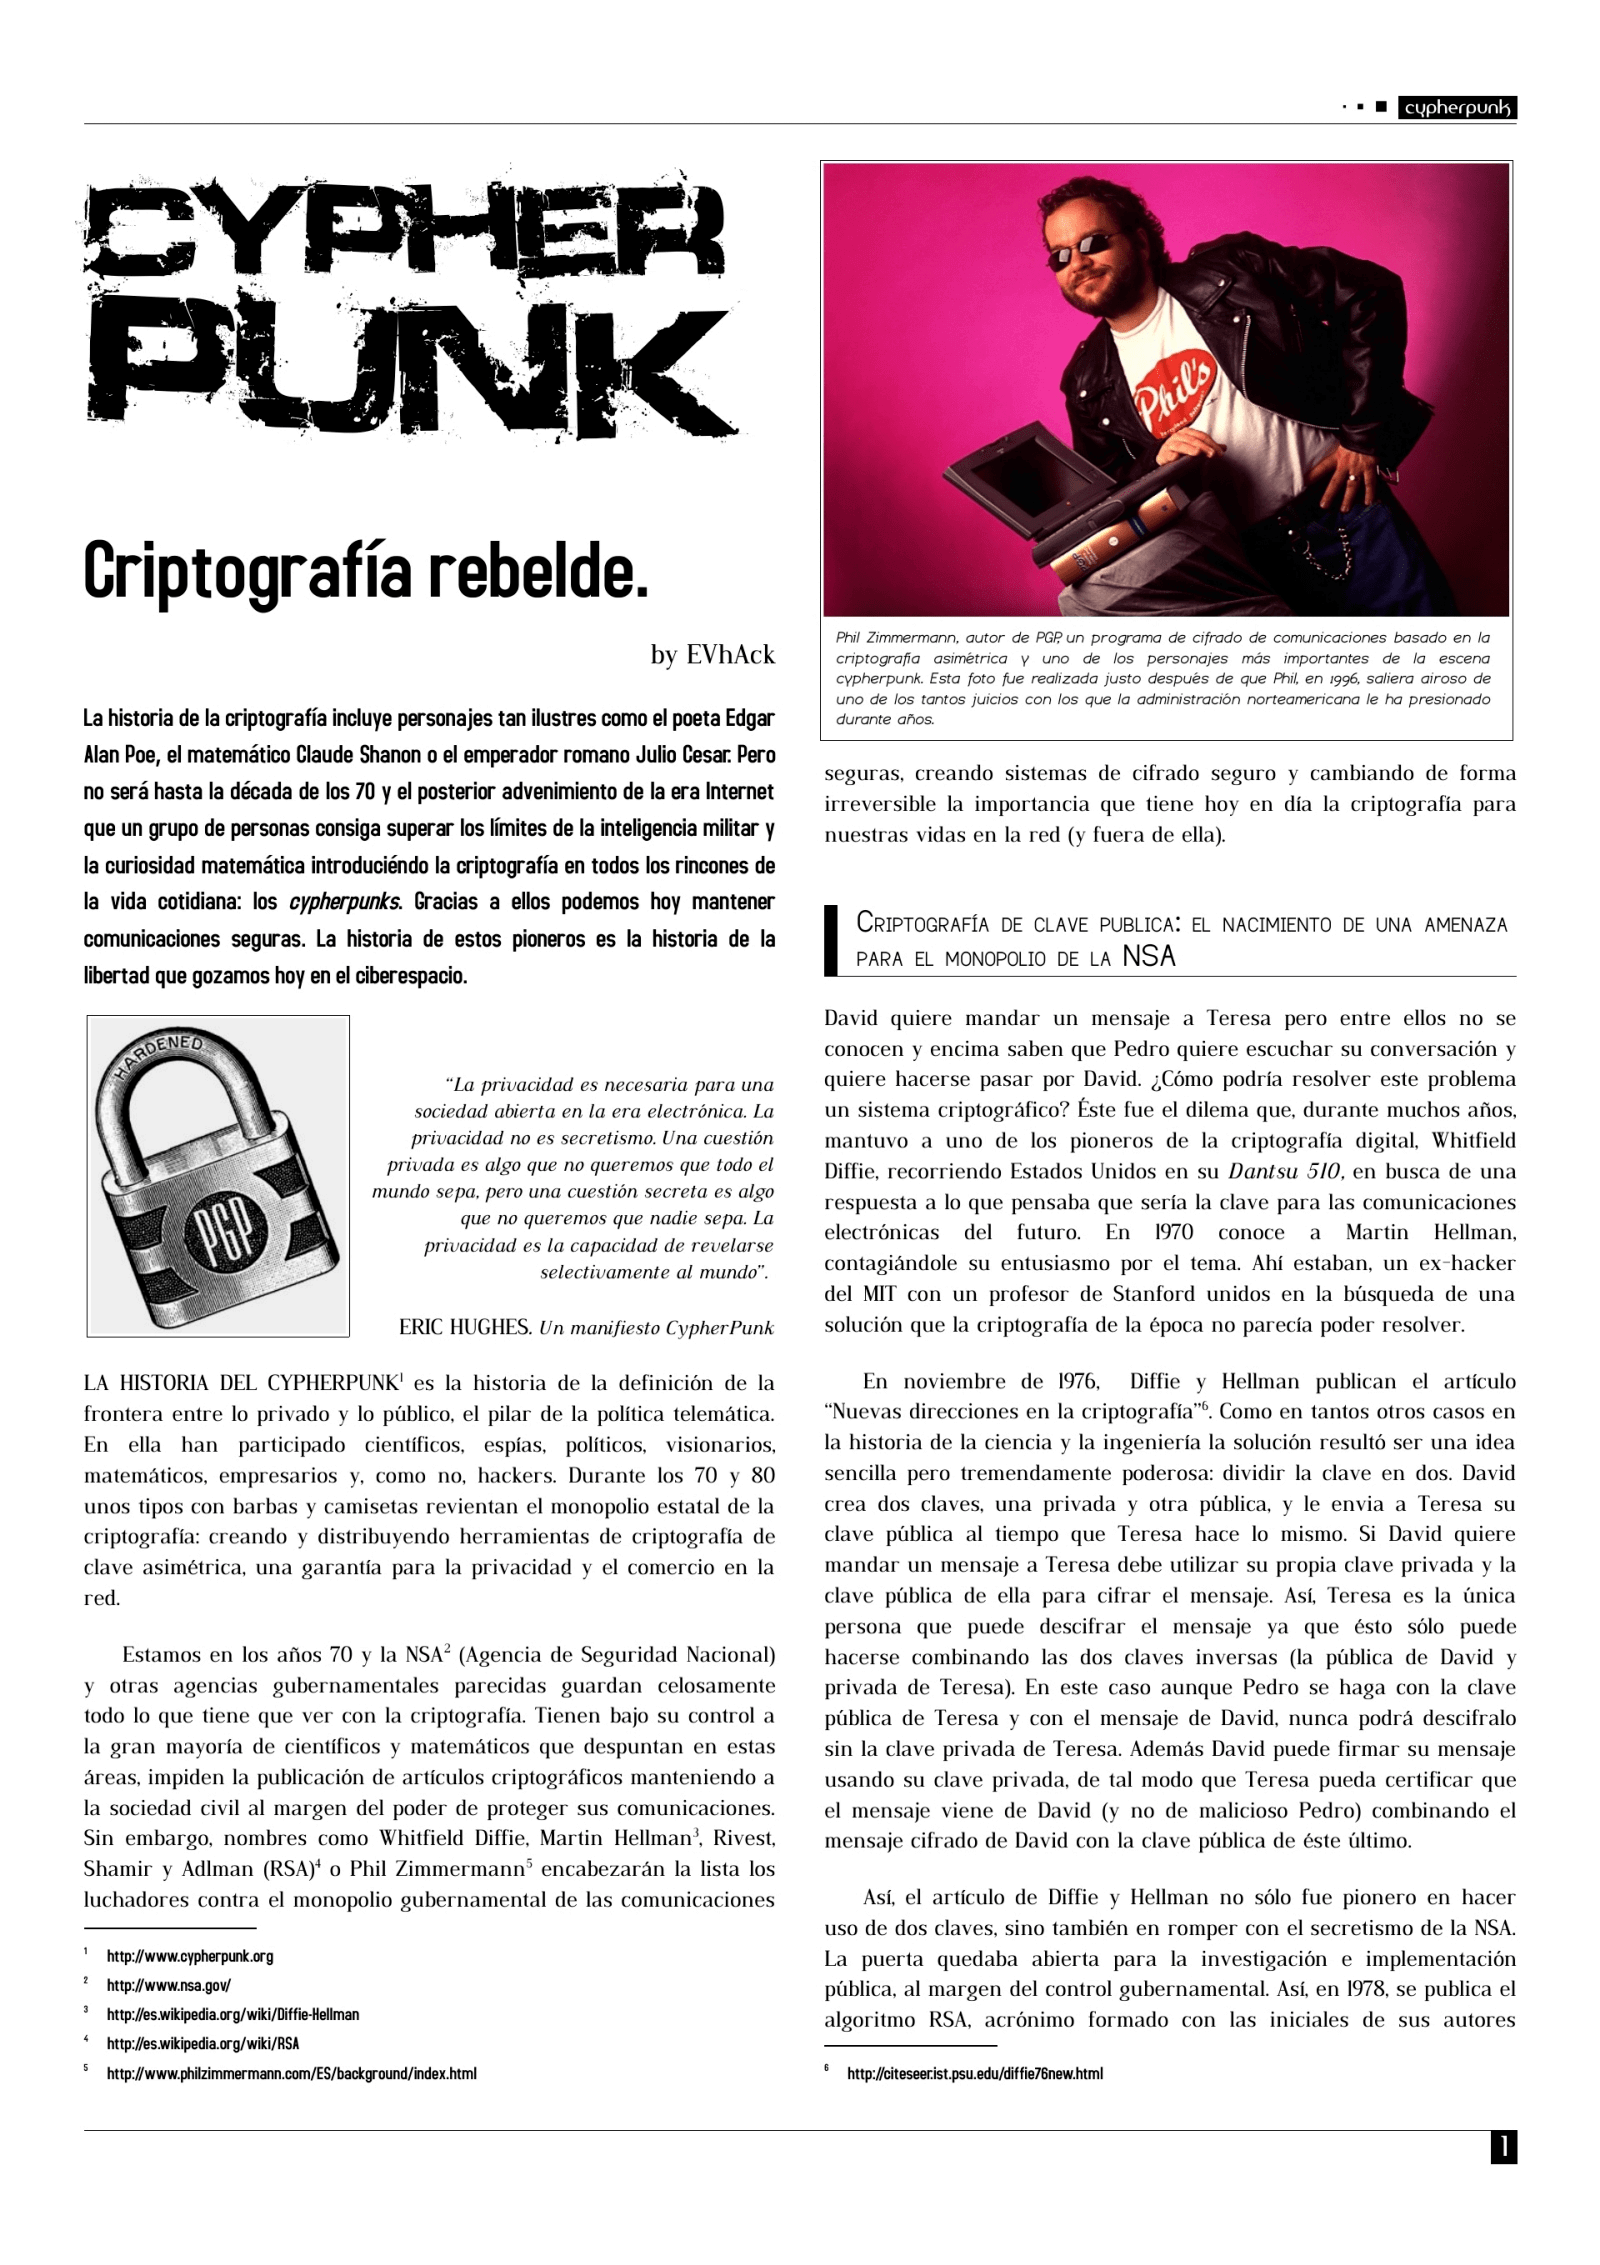 cypherpunk
CYPHER
PUNK
Criptografía rebelde.
by EVhAck
La historia de la criptografía incluye personajes tan ilustres como el poeta Edgar
Alan Poe, el matemático Claude Shanon o el emperador romano Julio Cesar. Pero
no será hasta la década de los 70 y el posterior advenimiento de la era Internet
que un grupo de personas consiga superar los límites de la inteligencia militar y
la curiosidad matemática introduciéndo la criptografía en todos los rincones de
la vida cotidiana: los cypherpunks. Gracias a ellos podemos hoy mantener
comunicaciones seguras. La historia de estos pioneros es la historia de la
libertad que gozamos hoy en el ciberespacio.
HARDENED
PGP
“La privacidad es necesaria para una
sociedad abierta en la era electrónica. La
privacidad no es secretismo. Una cuestión
privada es algo que no queremos que todo el
mundo sepa, pero una cuestión secreta es algo
que no queremos que nadie sepa. La
privacidad es la capacidad de revelarse
selectivamente al mundo”.
ERIC HUGHES. Un manifiesto CypherPunk
LA HISTORIA DEL CYPHERPUNK1 es la historia de la definición de la
frontera entre lo privado y lo público, el pilar de la política telemática.
En ella han participado científicos, espías, políticos, visionarios,
matemáticos, empresarios y, como no, hackers. Durante los 70 y 80
unos tipos con barbas y camisetas revientan el monopolio estatal de la
criptografía: creando y distribuyendo herramientas de criptografía de
clave asimétrica, una garantía para la privacidad y el comercio en la
red.
Estamos en los años 70 y la NSA2 (Agencia de Seguridad Nacional)
y otras agencias gubernamentales parecidas guardan celosamente
todo lo que tiene que ver con la criptografía. Tienen bajo su control a
la gran mayoría de científicos y matemáticos que despuntan en estas
áreas, impiden la publicación de artículos criptográficos manteniendo a
la sociedad civil al margen del poder de proteger sus comunicaciones.
Sin embargo, nombres como Whitfield Diffie, Martin Hellman3, Rivest,
Shamir y Adlman (RSA)4 o Phil Zimmermann5 encabezarán la lista los
luchadores contra el monopolio gubernamental de las comunicaciones
1 http://www.cypherpunk.org
2 http://www.nsa.gov/
3 http://es.wikipedia.org/wiki/Diffie-Hellman
4 http://es.wikipedia.org/wiki/RSA
5 http://www.philzimmermann.com/ES/background/index.html
Phil's
Phil Zimmermann, autor de PGP, un programa de cifrado de comunicaciones basado en la
criptografía asimétrica y uno de los personajes más importantes de la escena
cypherpunk. Esta foto fue realizada justo después de que Phil, en 1996, saliera airoso de
uno de los tantos juicios con los que la administración norteamericana le ha presionado
durante años.
seguras, creando sistemas de cifrado seguro y cambiando de forma
irreversible la importancia que tiene hoy en día la criptografía para
nuestras vidas en la red (y fuera de ella).
CRIPTOGRAFÍA DE CLAVE PUBLICA: EL NACIMIENTO DE UNA AMENAZA
PARA EL MONOPOLIO DE LA NSA
David quiere mandar un mensaje a Teresa pero entre ellos no se
conocen y encima saben que Pedro quiere escuchar su conversación y
quiere hacerse pasar por David. ¿Cómo podría resolver este problema
un sistema criptográfico? Éste fue el dilema que, durante muchos años,
mantuvo a uno de los pioneros de la criptografía digital, Whitfield
Diffie, recorriendo Estados Unidos en su Dantsu 510, en busca de una
respuesta a lo que pensaba que sería la clave para las comunicaciones
electrónicas del futuro. En 1970 conoce a Martin Hellman,
contagiándole su entusiasmo por el tema. Ahí estaban, un ex-hacker
del MIT con un profesor de Stanford unidos en la búsqueda de una
solución que la criptografía de la época no parecía poder resolver.
En noviembre de 1976, Diffie y Hellman publican el artículo
“Nuevas direcciones en la criptografía”6. Como en tantos otros casos en
la historia de la ciencia y la ingeniería la solución resultó ser una idea
sencilla pero tremendamente poderosa: dividir la clave en dos. David
crea dos claves, una privada y otra pública, y le envia a Teresa su
clave pública al tiempo que Teresa hace lo mismo. Si David quiere
mandar un mensaje a Teresa debe utilizar su propia clave privada y la
clave pública de ella para cifrar el mensaje. Así, Teresa es la única
persona que puede descifrar el mensaje ya que ésto sólo puede
hacerse combinando las dos claves inversas (la pública de David y
privada de Teresa). En este caso aunque Pedro se haga con la clave
pública de Teresa y con el mensaje de David, nunca podrá descifralo
sin la clave privada de Teresa. Además David puede firmar su mensaje
usando su clave privada, de tal modo que Teresa pueda certificar que
el mensaje viene de David (y no de malicioso Pedro) combinando el
mensaje cifrado de David con la clave pública de éste último.
Así, el artículo de Diffie y Hellman no sólo fue pionero en hacer
uso de dos claves, sino también en romper con el secretismo de la NSA.
La puerta quedaba abierta para la investigación e implementación
pública, al margen del control gubernamental. Así, en 1978, se publica el
algoritmo RSA, acrónimo formado con las iniciales de sus autores
6 http://citeseer.ist.psu.edu/diffie76new.html
1